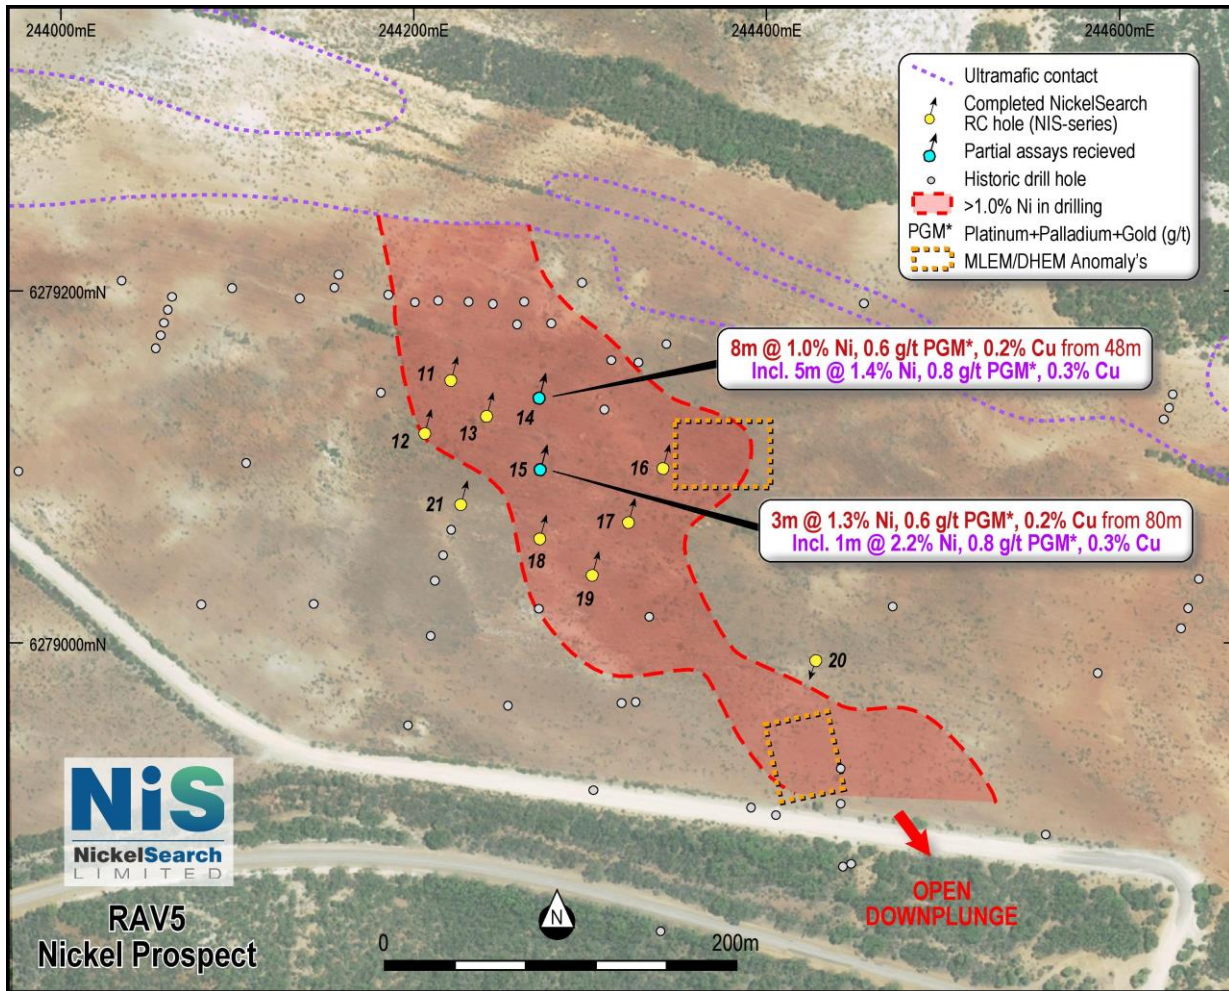 244000mE
244200mE
244400mE
244600mE
Ultramafic contact
Completed NickelSearch
RC hole (NIS-series)
Partial assays recieved
Historic drill hole
>1.0% Ni in drilling
PGM* Platinum+Palladium+Gold (g/t)
MLEM/DHEM Anomaly's
6279200mN
8m @ 1.0% Ni, 0.6 g/t PGM*, 0.2% Cu from 48m
Incl. 5m @ 1.4% Ni, 0.8 g/t PGM*, 0.3% Cu
11
14
13
12
15
16
3m @ 1.3% Ni, 0.6 g/t PGM*, 0.2% Cu from 80m
Incl. 1m @ 2.2% Ni, 0.8 g/t PGM*, 0.3% Cu
21
17
18
19
6279000mN
20
NiS
NickelSearch
LIMITED
OPEN
DOWNPLUNGE
RAV5
Nickel Prospect
N
0
200m